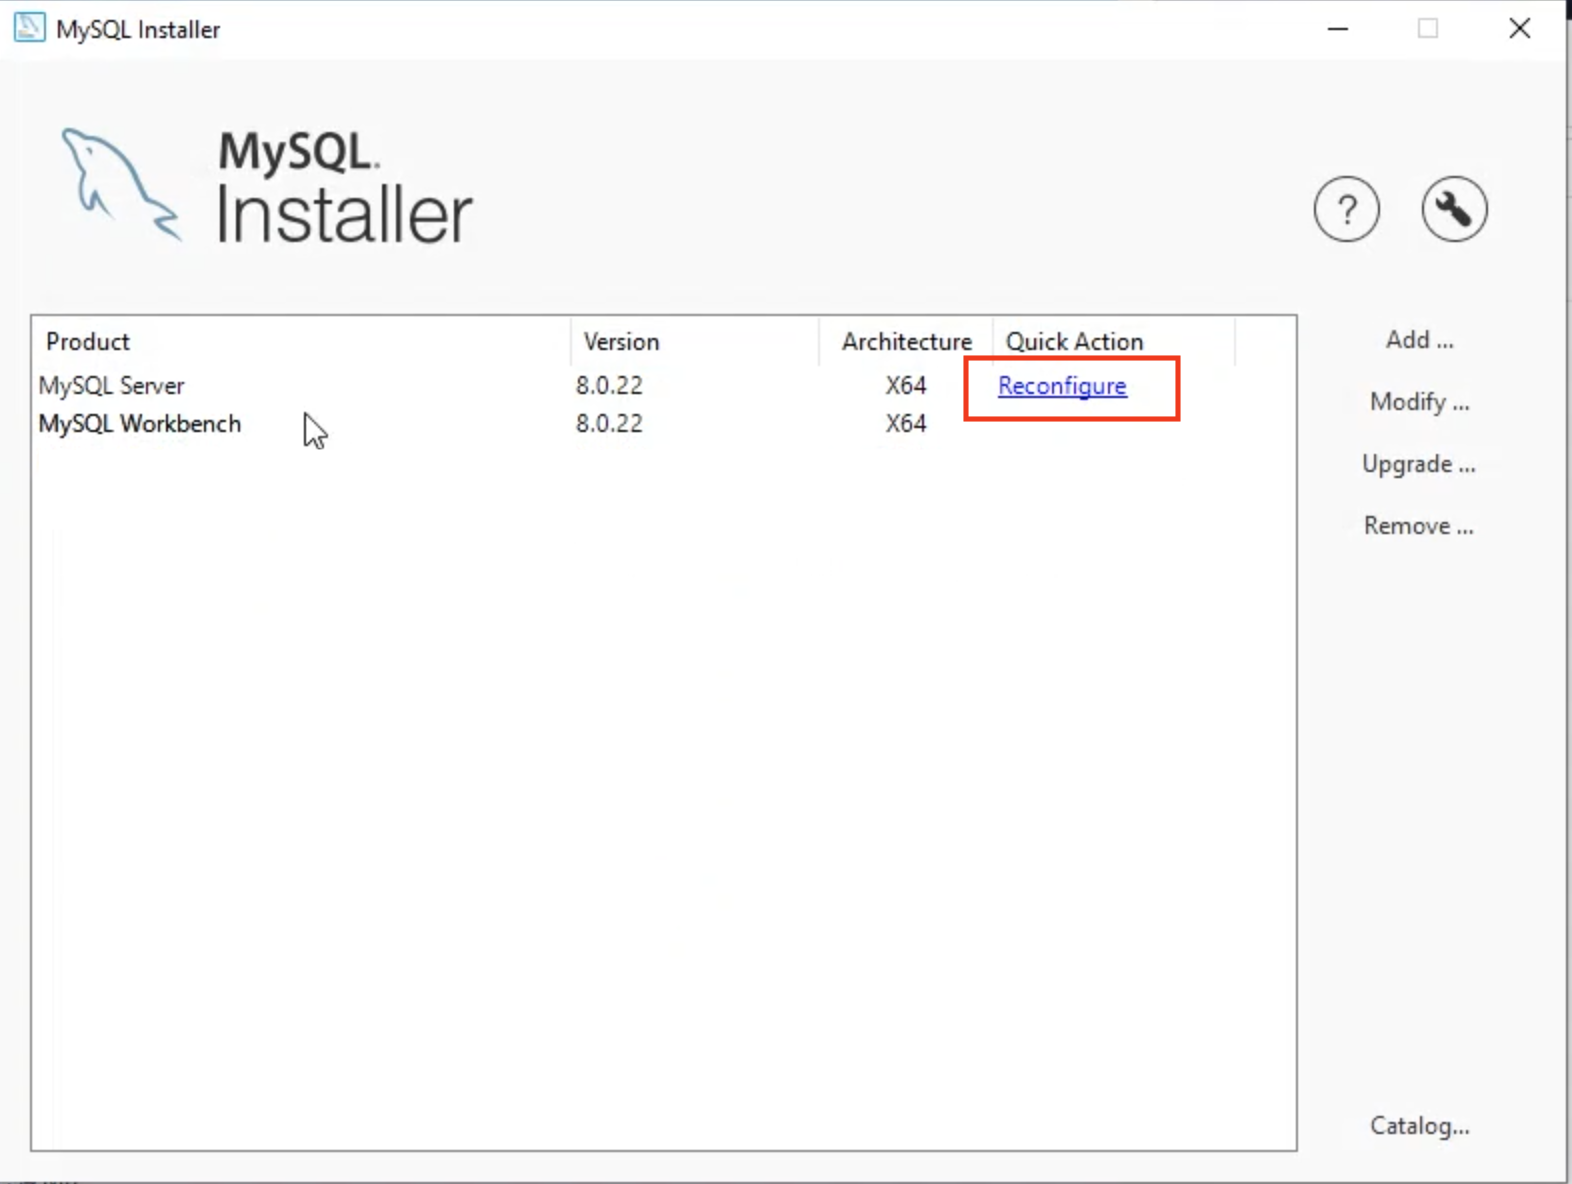 MySQL Installer
MySQL.
Installer
?
Product Version Architecture Quick Action
MySQL Server 8.0.22 X64 Reconfigure
MySQL Workbench 8.0.22 X64
Add ...
Modify ...
Upgrade ...
Remove ...
Catalog...